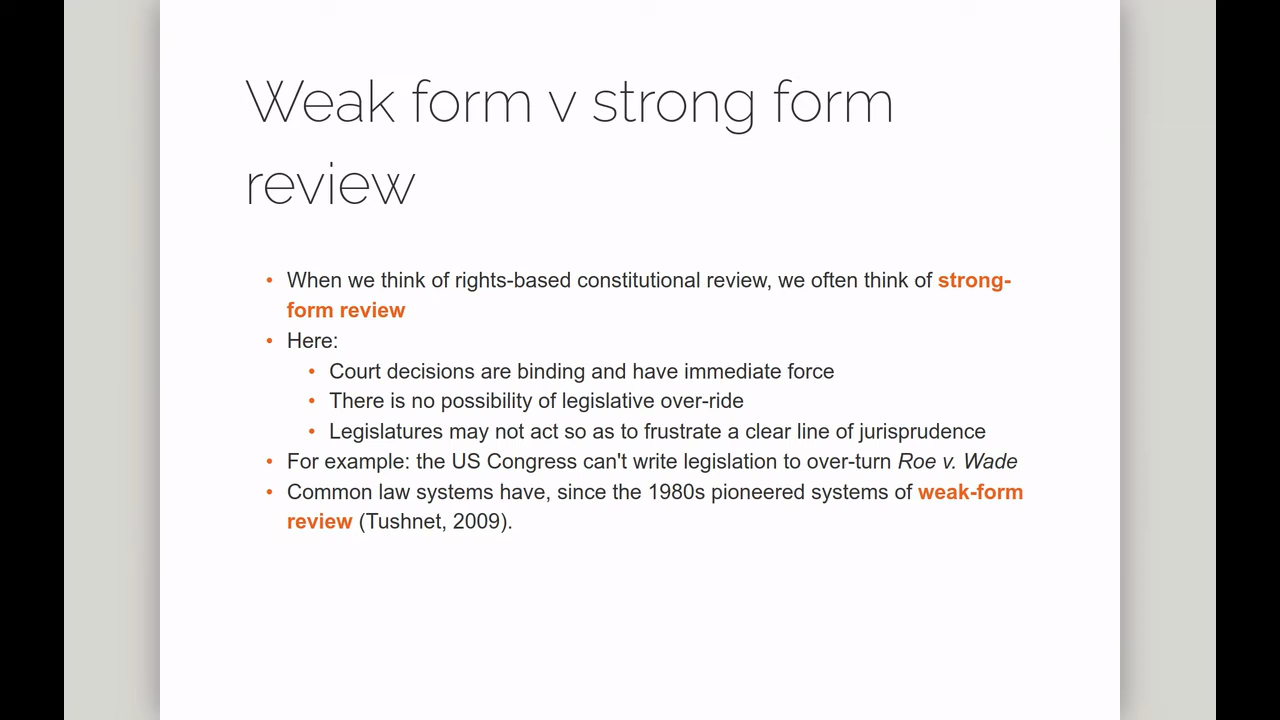 Weak form v strong form
review
• When we think of rights-based constitutional review, we often think of strong-
form review
• Here:
• Court decisions are binding and have immediate force
• There is no possibility of legislative over-ride
• Legislatures may not act so as to frustrate a clear line of jurisprudence
• For example: the US Congress can't write legislation to over-turn Roe v. Wade
• Common law systems have, since the 1980s pioneered systems of weak-form
review (Tushnet, 2009).